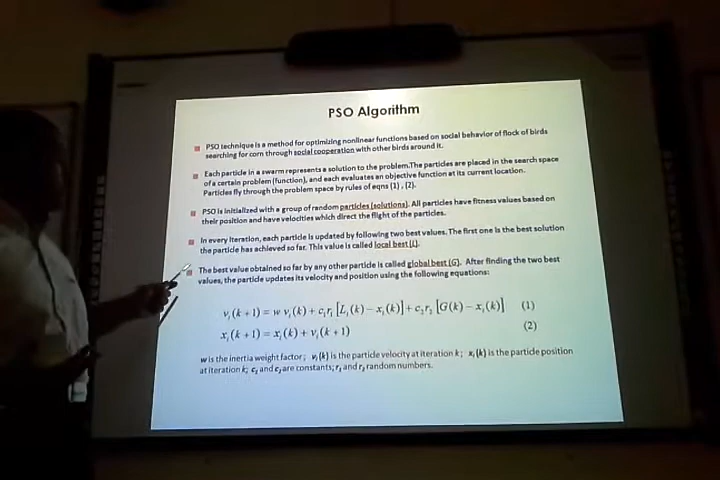 PSO Algorithm
PSO technique is a method for optimizing nonlinear functions based on social behavior of flock of birds
searching for corn through social cooperation with other birds around it.
Each particle in a swarm represents a solution to the problem.The particles are placed in the search space
of a certain problem (function), and each evaluates an objective function at its current location.
Particles fly through the problem space by rules of eqns (1) , (2).
PSO is initialized with a group of random particles (solutions). All particles have fitness values based on
their position and have velocities which direct the flight of the particles.
In every iteration, each particle is updated by following two best values. The first one is the best solution
the particle has achieved so far. This value is called local best (L).
The best value obtained so far by any other particle is called global best (G). After finding the two best
values, the particle updates its velocity and position using the following equations:
vᵢ(k + 1) = w vᵢ(k) + c₁r₁ [Lᵢ(k) − xᵢ(k)] + c₂r₂ [G(k) − xᵢ(k)] (1)
xᵢ(k + 1) = xᵢ(k) + vᵢ(k + 1) (2)
w is the inertia weight factor; vᵢ(k) is the particle velocity at iteration k; xᵢ(k) is the particle position
at iteration k; c₁ and c₂ are constants; r₁ and r₂ random numbers.